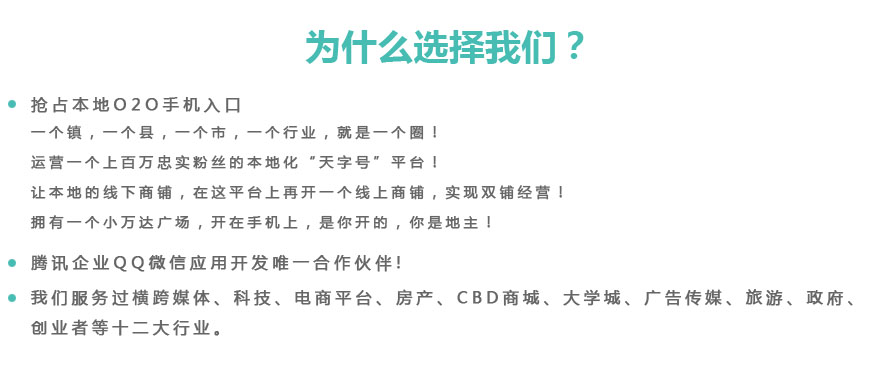 为什么选择我们？
抢占本地O2O手机入口
一个镇，一个县，一个市，一个行业，就是一个圈！
运营一个上百万忠实粉丝的本地化“天字号”平台！
让本地的线下商铺，在这平台上再开一个线上商铺，实现双铺经营！
拥有一个小万达广场，开在手机上，是你开的，你是地主！
腾讯企业QQ微信应用开发唯一合作伙伴!
我们服务过横跨媒体、科技、电商平台、房产、CBD商城、大学城、广告传媒、旅游、政府、
创业者等十二大行业。